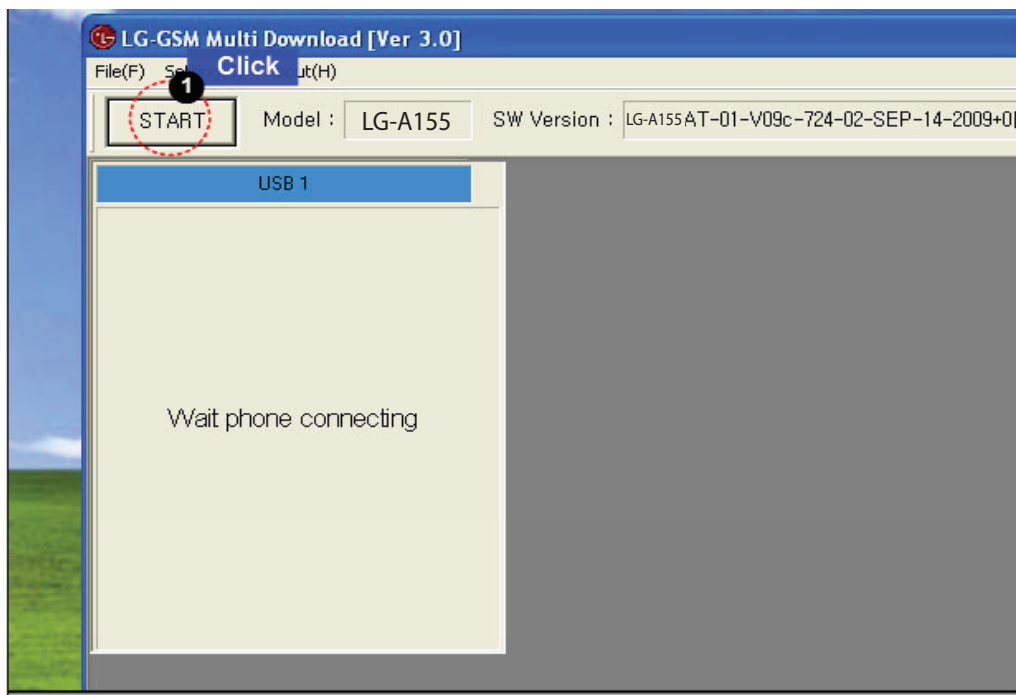 LG-GSM Multi Download [Ver 3.0]
File(F) Click ut(H)
1
START Model : LG-A155 SW Version : LG-A155AT-01-V09c-724-02-SEP-14-2009+0
USB 1
Wait phone connecting